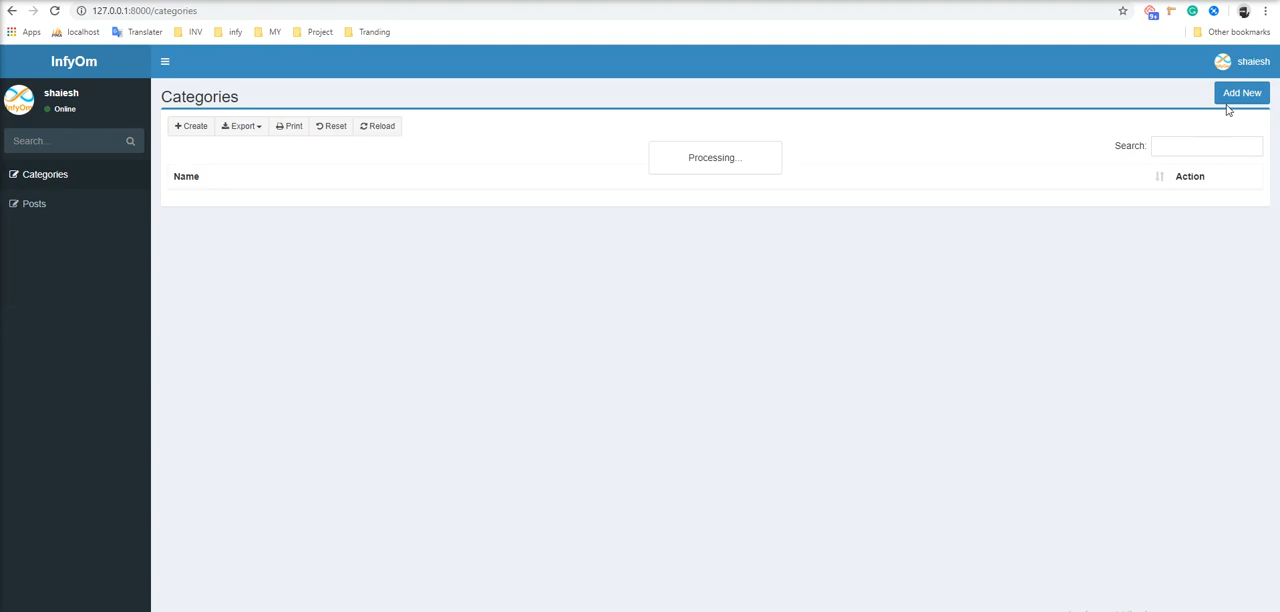 127.0.0.1:8000/categories
9+
Apps localhost Translater INV infy MY Project Tranding Other bookmarks
InfyOm shaiesh
shaiesh
Online
Categories Add New
Create Export Print Reset Reload
Search... Search:
Processing...
Categories Name Action
Posts